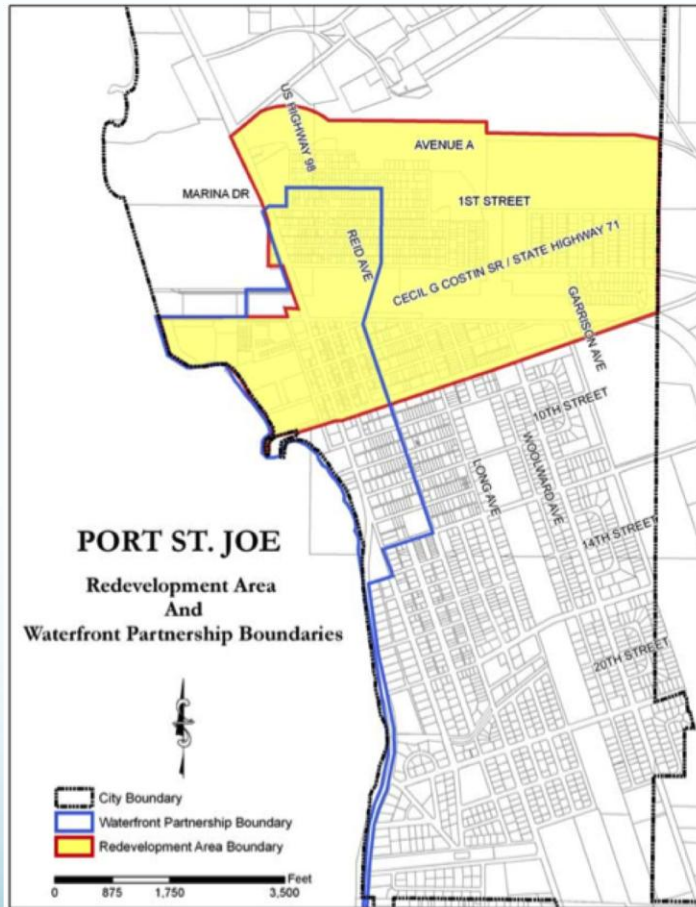 US HIGHWAY 98
AVENUE A
MARINA DR
1ST STREET
REID AVE
CECIL G COSTIN SR / STATE HIGHWAY 71
GARRISON AVE
10TH STREET
LONG AVE
WOOLWARD AVE
14TH STREET
20TH STREET
PORT ST. JOE
Redevelopment Area
And
Waterfront Partnership Boundaries
City Boundary
Waterfront Partnership Boundary
Redevelopment Area Boundary
Feet
0 875 1,750 3,500